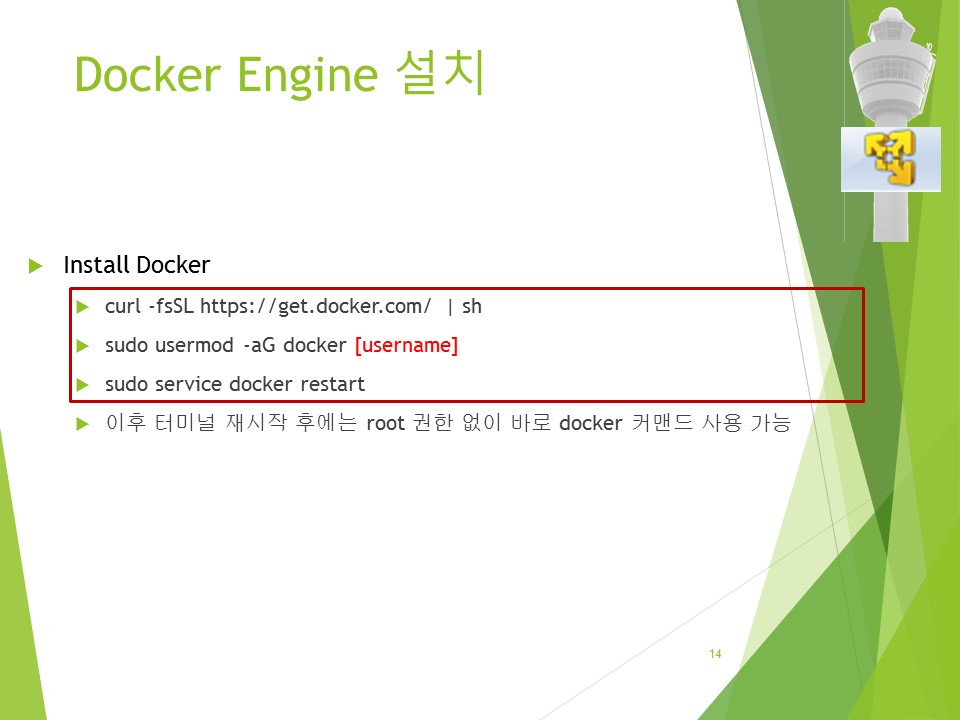 Docker Engine 설치
Install Docker
curl -fsSL https://get.docker.com/ | sh
sudo usermod -aG docker [username]
sudo service docker restart
이후 터미널 재시작 후에는 root 권한 없이 바로 docker 커맨드 사용 가능
14